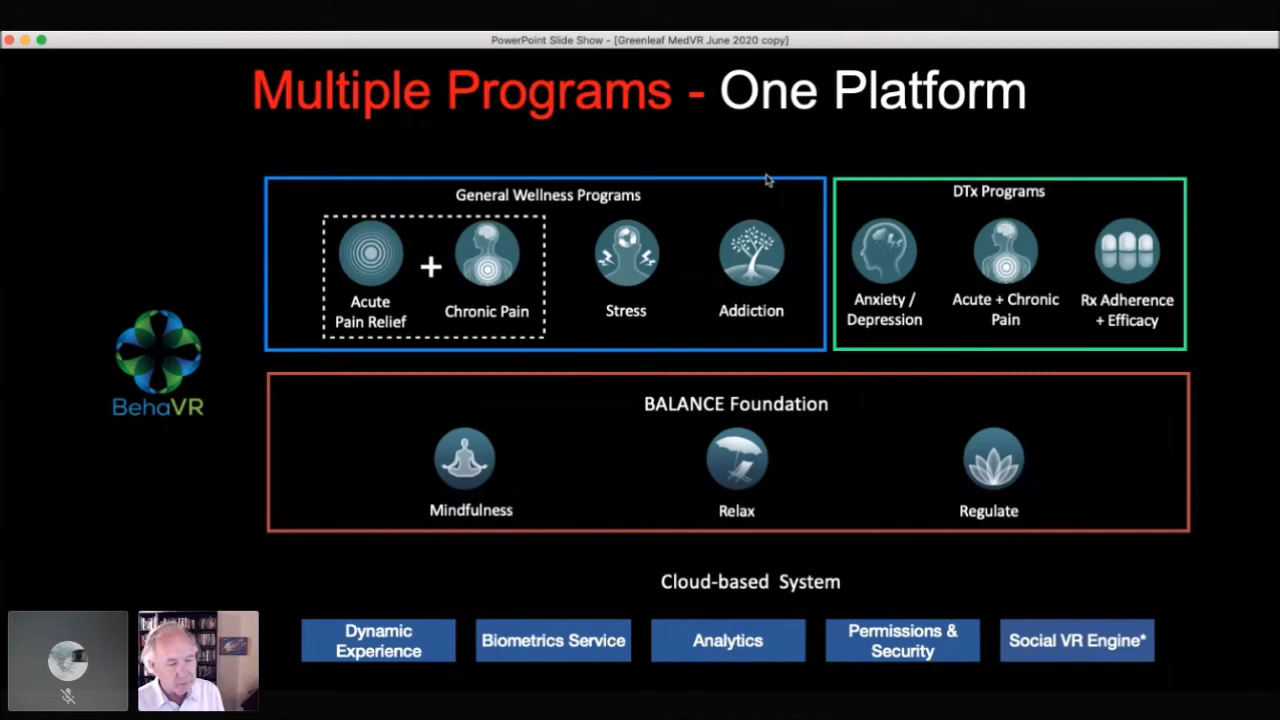 PowerPoint Slide Show - [Greenleaf MedVR June 2020 copy]
Multiple Programs - One Platform
General Wellness Programs
Acute
Pain Relief
+
Chronic Pain
Stress
Addiction
DTx Programs
Anxiety /
Depression
Acute + Chronic
Pain
Rx Adherence
+ Efficacy
BehaVR
BALANCE Foundation
Mindfulness
Relax
Regulate
Cloud-based System
Dynamic
Experience
Biometrics Service
Analytics
Permissions &
Security
Social VR Engine*